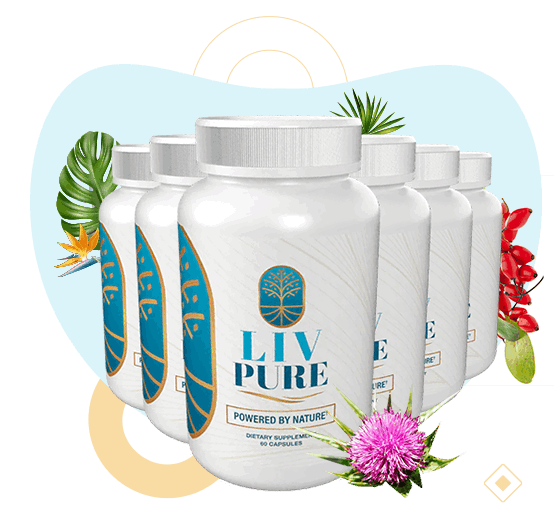 LIV
PURE
POWERED BY NATURE†
DIETARY SUPPLEMENT
60 CAPSULES